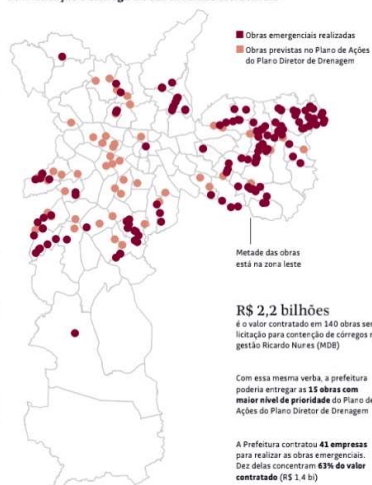 Obras emergenciais realizadas
Obras previstas no Plano de Ações
do Plano Diretor de Drenagem
Metade das obras
está na zona leste
R$ 2,2 bilhões
é o valor contratado em 140 obras sem
licitação para contenção de córregos
gestão Ricardo Nunes (MDB)
Com essa mesma verba, a prefeitura
poderia entregar as 15 obras com
maior nível de prioridade do Plano de
Ações do Plano Diretor de Drenagem
A Prefeitura contratou 41 empresas
para realizar as obras emergenciais.
Dez delas concentram 63% do valor
contratado (R$ 1,4 bi)